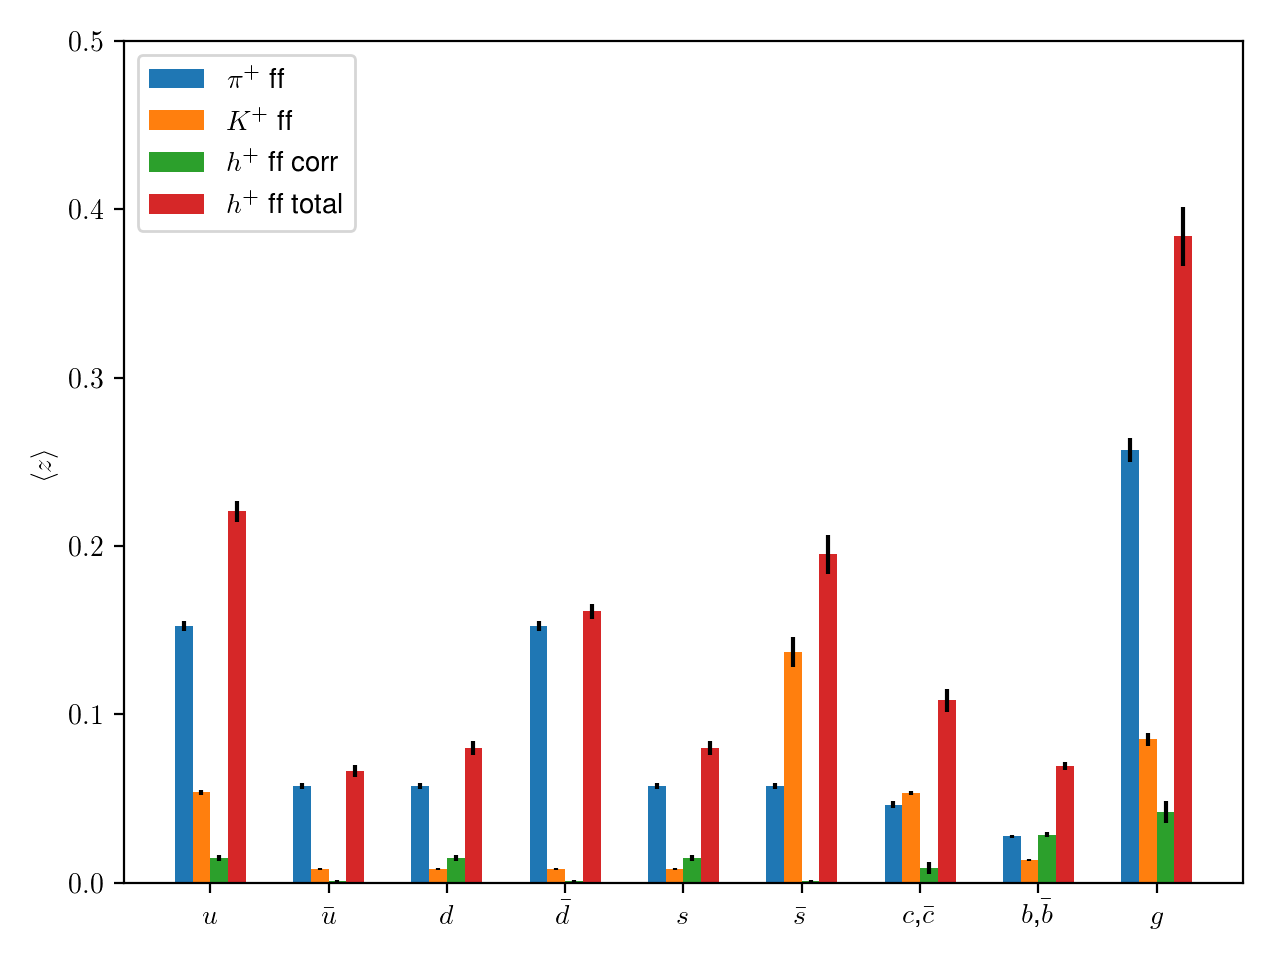 0.5
π⁺ ff
K⁺ ff
h⁺ ff corr
h⁺ ff total
0.4
0.3
⟨z⟩
0.2
0.1
0.0
u ū d d̄ s s̄ c,c̄ b,b̄ g